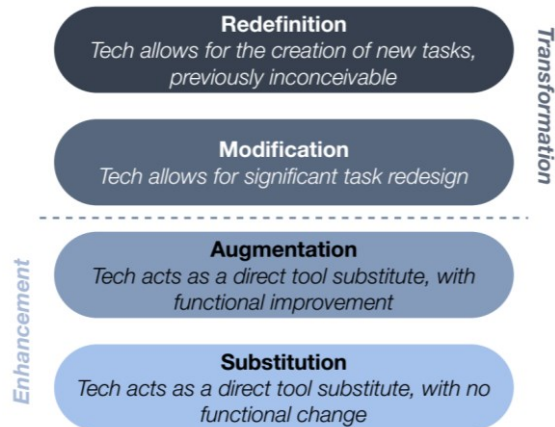 Redefinition
Tech allows for the creation of new tasks,
previously inconceivable
Transformation
Modification
Tech allows for significant task redesign
Augmentation
Tech acts as a direct tool substitute, with
functional improvement
Enhancement
Substitution
Tech acts as a direct tool substitute, with no
functional change